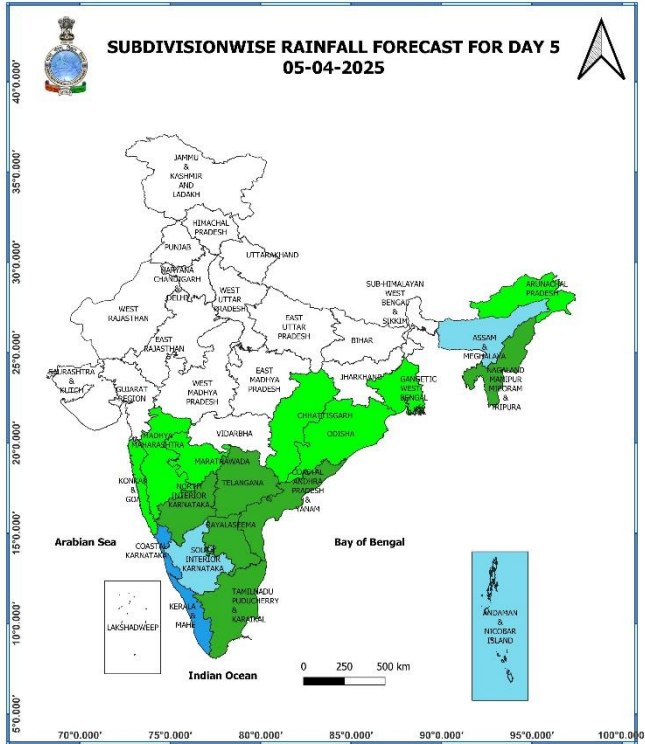 SUBDIVISIONWISE RAINFALL FORECAST FOR DAY 5
05-04-2025
40°0.000'
35°0.000'
30°0.000'
25°0.000'
20°0.000'
15°0.000'
10°0.000'
5°0.000'
JAMMU
&
KASHMIR
AND
LADAKH
HIMACHAL
PRADESH
PUNJAB
UTTARAKHAND
HARYANA
CHANDIGARH
&
DELHI
WEST
UTTAR
PRADESH
WEST
RAJASTHAN
EAST
RAJASTHAN
EAST
UTTAR
PRADESH
SUB-HIMALAYAN
WEST
BENGAL
&
SIKKIM
ARUNACHAL
PRADESH
BIHAR
ASSAM
&
MEGHALAYA
NAGALAND
MANIPUR
MIZORAM
&
TRIPURA
SAURASHTRA
&
KUTCH
GUJARAT
REGION
WEST
MADHYA
PRADESH
EAST
MADHYA
PRADESH
JHARKHAND
GANGETIC
WEST
BENGAL
CHHATTISGARH
ODISHA
VIDARBHA
MADHYA
MAHARASHTRA
MARATHWADA
KONKAN
&
GOA
NORTH
INTERIOR
KARNATAKA
TELANGANA
COASTAL
ANDHRA
PRADESH
&
YANAM
RAYALASEEMA
COASTAL
KARNATAKA
SOUTH
INTERIOR
KARNATAKA
Arabian Sea
Bay of Bengal
TAMILNADU
PUDUCHERRY
&
KARAIKAL
KERALA
&
MAHE
LAKSHADWEEP
ANDAMAN
&
NICOBAR
ISLAND
Indian Ocean
0 250 500 km
70°0.000' 75°0.000' 80°0.000' 85°0.000' 90°0.000' 95°0.000' 100°0.000'